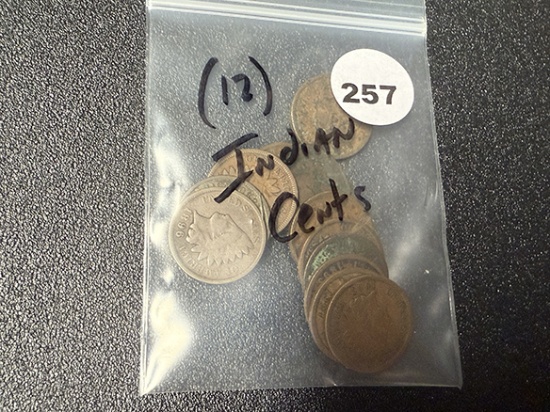 (12)
257
Indian
Cents